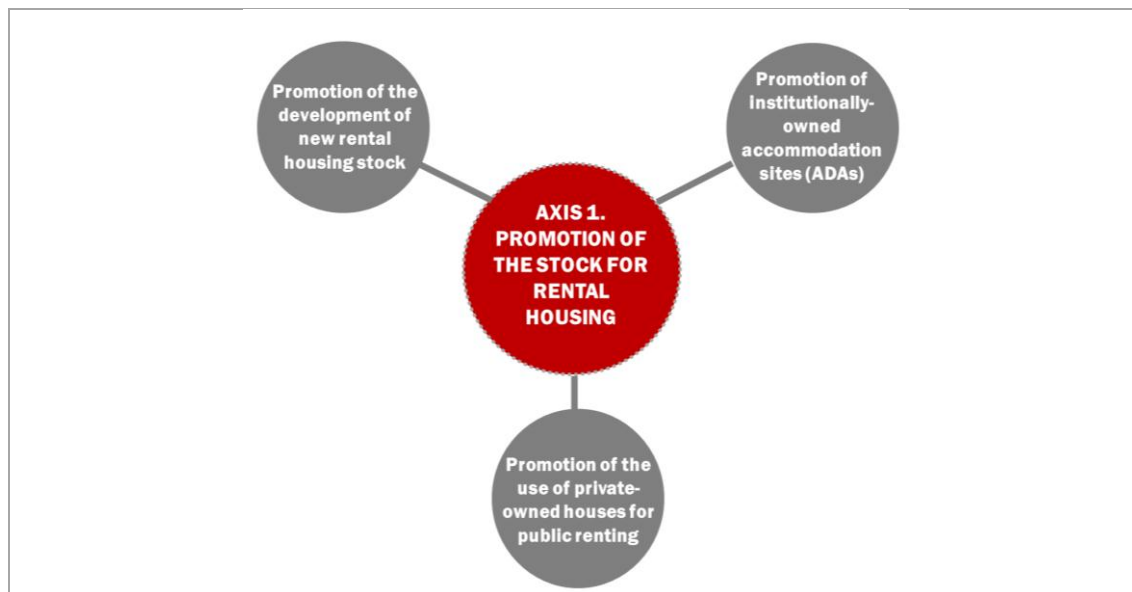 Promotion of the
development of
new rental
housing stock
Promotion of
institutionally-
owned
accommodation
sites (ADAs)
AXIS 1.
PROMOTION OF
THE STOCK FOR
RENTAL
HOUSING
Promotion of the
use of private-
owned houses for
public renting